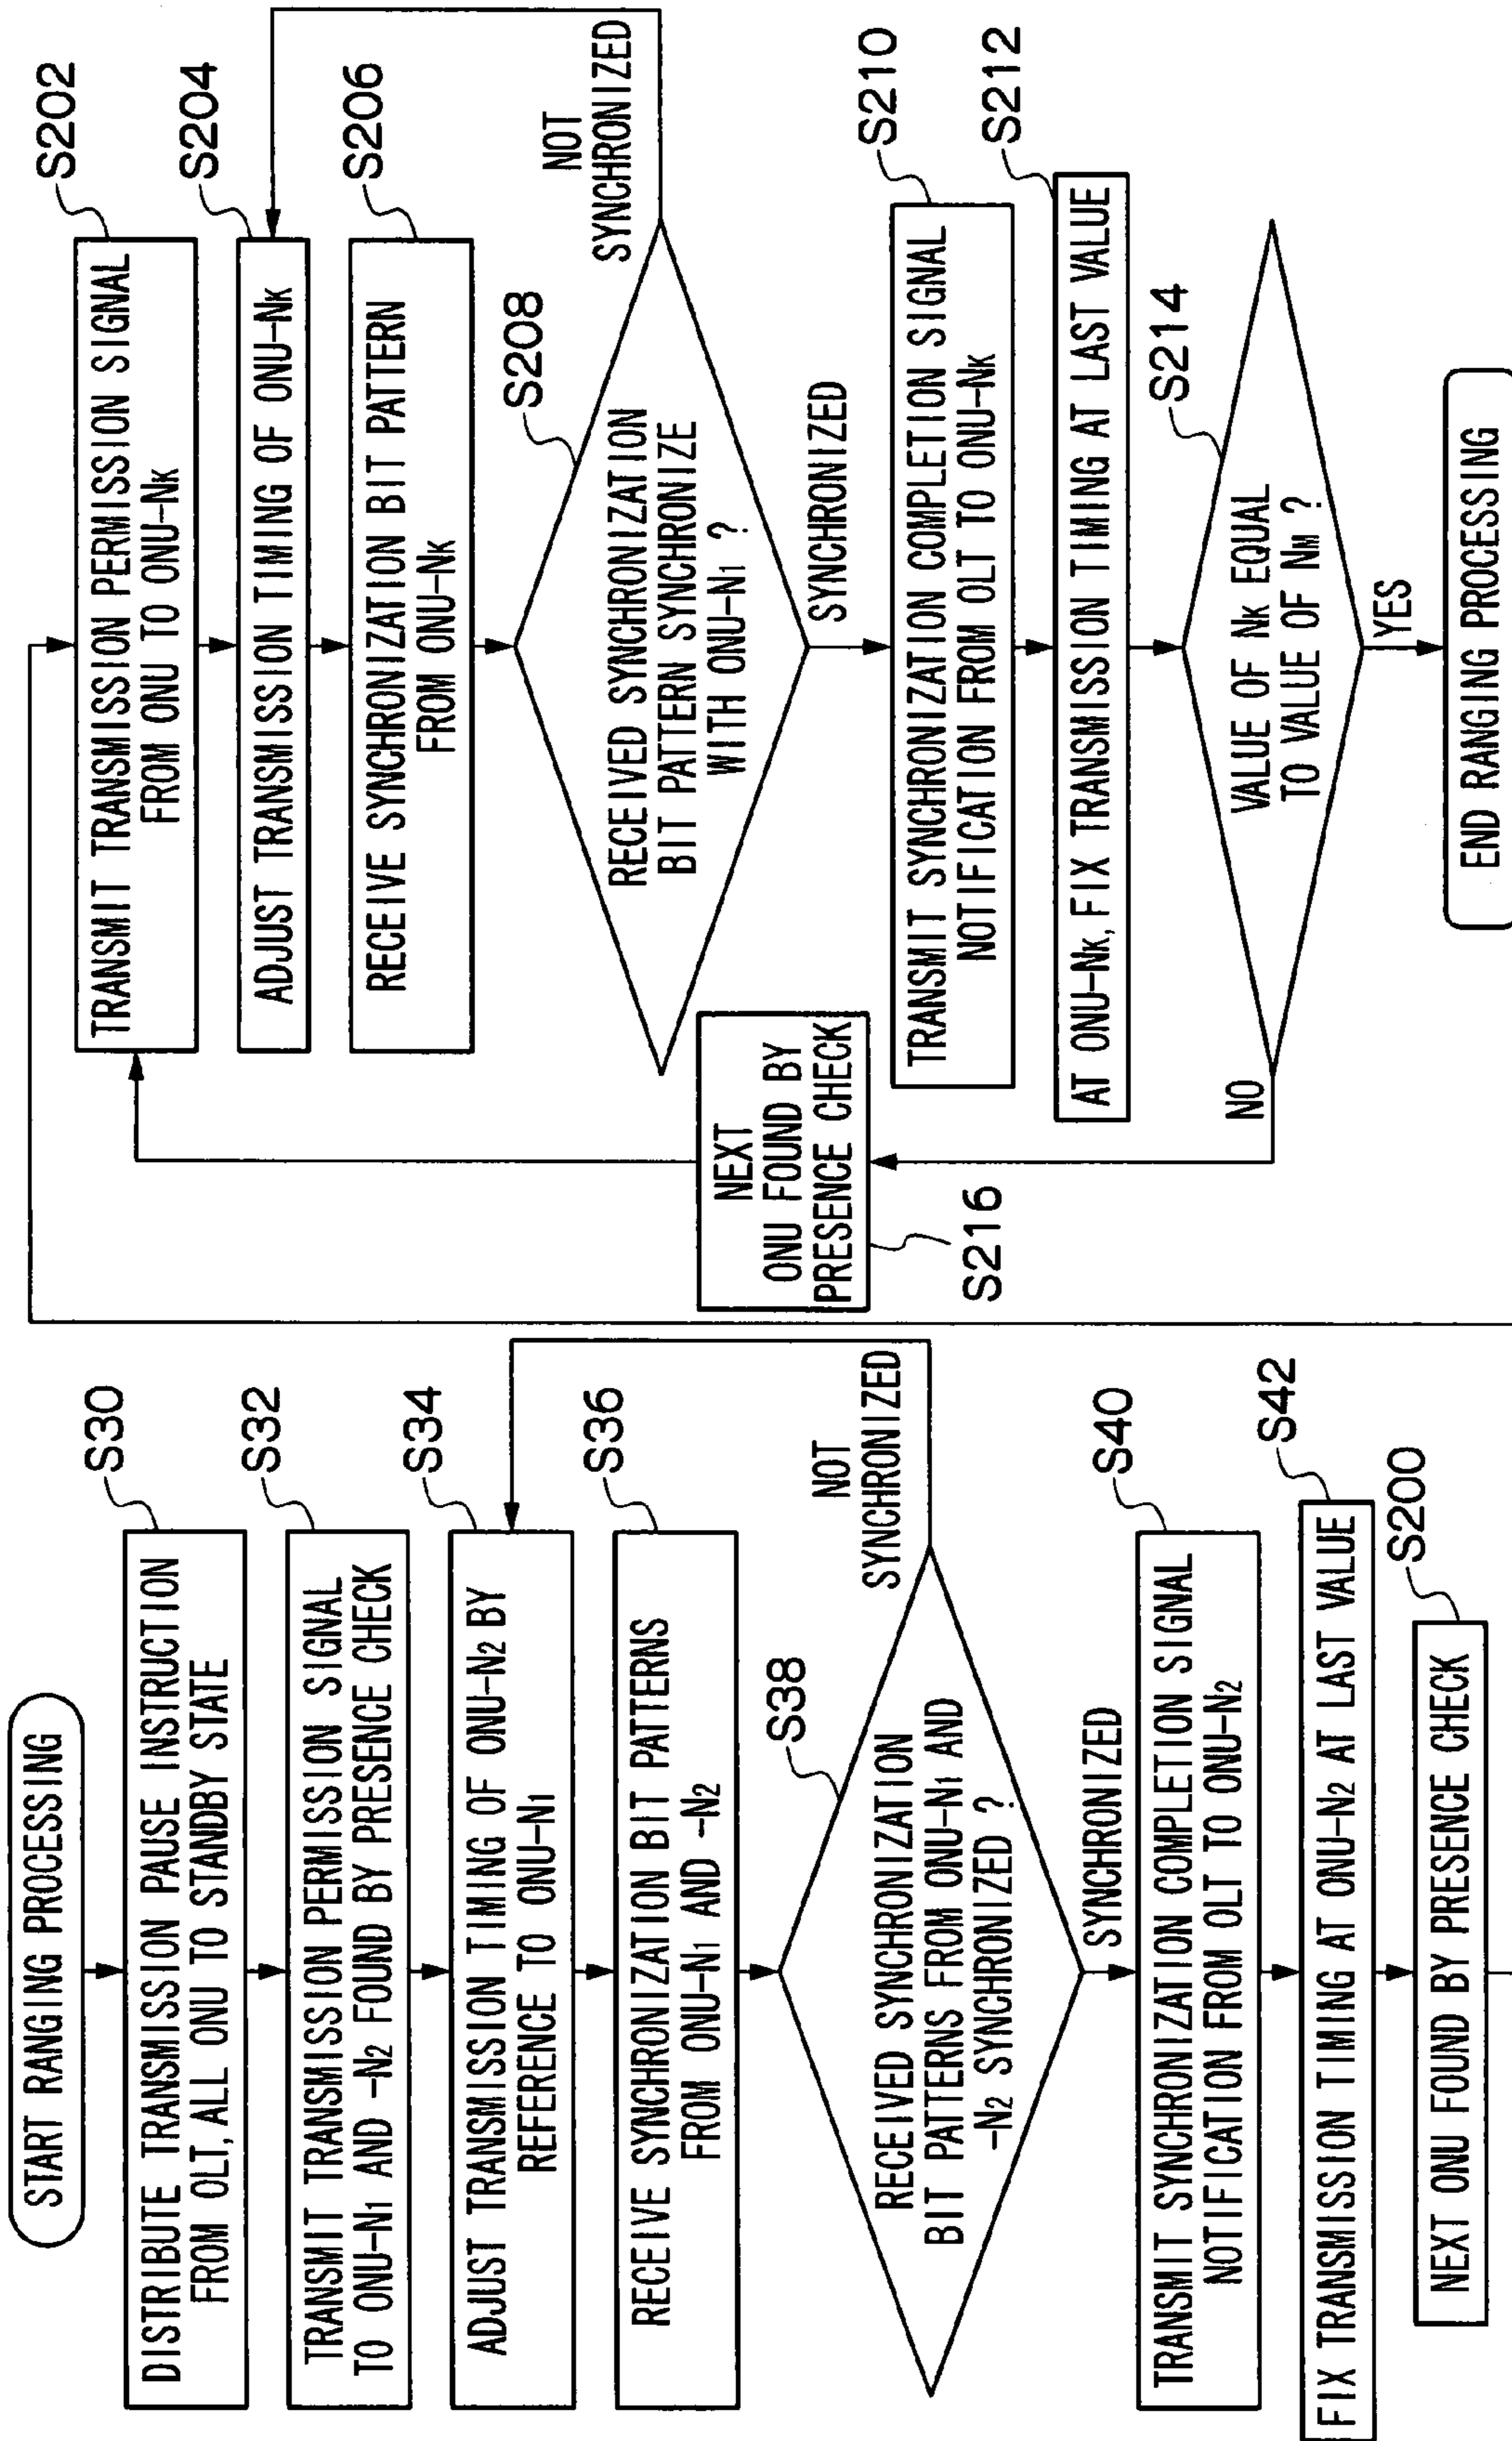 START RANGING PROCESSING
S30
DISTRIBUTE TRANSMISSION PAUSE INSTRUCTION
FROM OLT, ALL ONU TO STANDBY STATE
S32
TRANSMIT TRANSMISSION PERMISSION SIGNAL
TO ONU-N1 AND -N2 FOUND BY PRESENCE CHECK
S34
ADJUST TRANSMISSION TIMING OF ONU-N2 BY
REFERENCE TO ONU-N1
S36
RECEIVE SYNCHRONIZATION BIT PATTERNS
FROM ONU-N1 AND -N2
S38
RECEIVED SYNCHRONIZATION
BIT PATTERNS FROM ONU-N1 AND
-N2 SYNCHRONIZED ?
NOT
SYNCHRONIZED
SYNCHRONIZED
S40
TRANSMIT SYNCHRONIZATION COMPLETION SIGNAL
NOTIFICATION FROM OLT TO ONU-N2
S42
FIX TRANSMISSION TIMING AT ONU-N2 AT LAST VALUE
S200
NEXT ONU FOUND BY PRESENCE CHECK
S202
TRANSMIT TRANSMISSION PERMISSION SIGNAL
FROM ONU TO ONU-NK
S204
ADJUST TRANSMISSION TIMING OF ONU-NK
S206
RECEIVE SYNCHRONIZATION BIT PATTERN
FROM ONU-NK
S208
RECEIVED SYNCHRONIZATION
BIT PATTERN SYNCHRONIZE
WITH ONU-N1 ?
NOT
SYNCHRONIZED
SYNCHRONIZED
S210
TRANSMIT SYNCHRONIZATION COMPLETION SIGNAL
NOTIFICATION FROM OLT TO ONU-NK
S212
AT ONU-NK, FIX TRANSMISSION TIMING AT LAST VALUE
S214
VALUE OF NK EQUAL
TO VALUE OF NM ?
NO
YES
NEXT
ONU FOUND BY
PRESENCE CHECK
S216
END RANGING PROCESSING